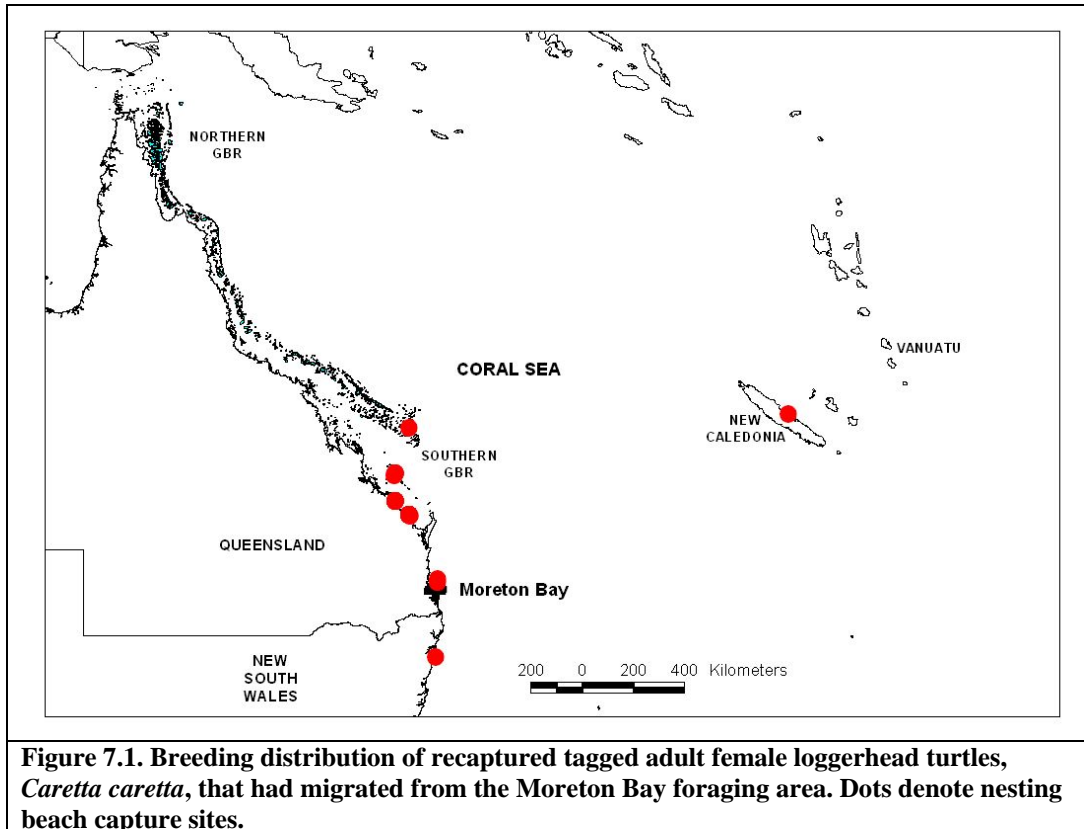 NORTHERN
GBR
CORAL SEA
VANUATU
NEW
CALEDONIA
SOUTHERN
GBR
QUEENSLAND
Moreton Bay
NEW
SOUTH
WALES
200 0 200 400 Kilometers
Figure 7.1. Breeding distribution of recaptured tagged adult female loggerhead turtles,
Caretta caretta, that had migrated from the Moreton Bay foraging area. Dots denote nesting
beach capture sites.